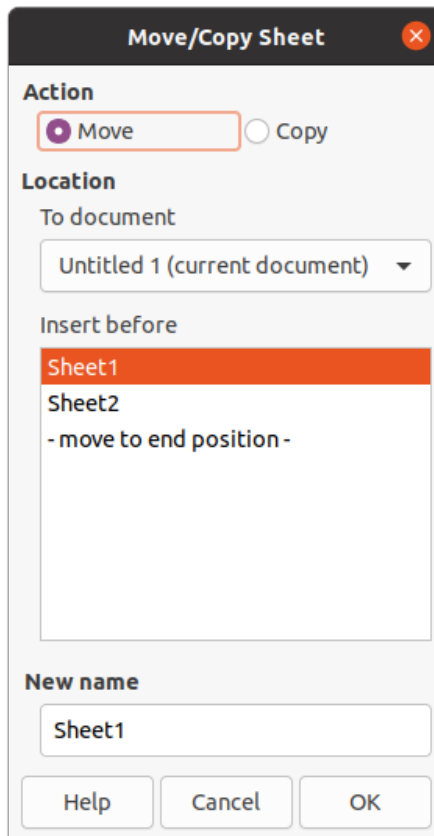 Move/Copy Sheet
Action
Move Copy
Location
To document
Untitled 1 (current document)
Insert before
Sheet1
Sheet2
- move to end position -
New name
Sheet1
Help Cancel OK